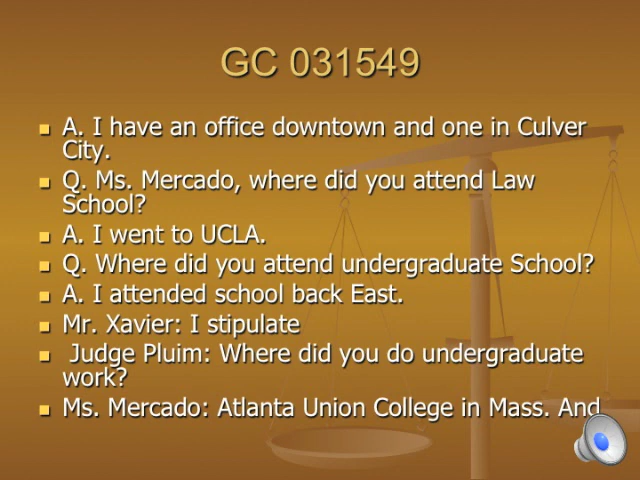 GC 031549
A. I have an office downtown and one in Culver
City.
Q. Ms. Mercado, where did you attend Law
School?
A. I went to UCLA.
Q. Where did you attend undergraduate School?
A. I attended school back East.
Mr. Xavier: I stipulate
Judge Pluim: Where did you do undergraduate
work?
Ms. Mercado: Atlanta Union College in Mass. And